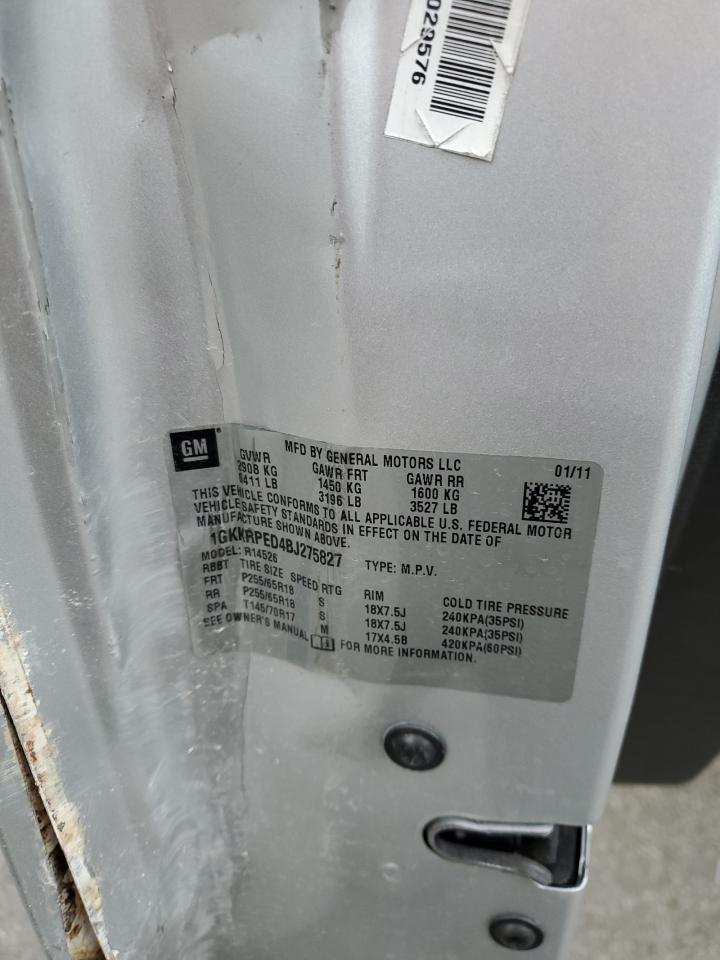 029576
GM
MFD BY GENERAL MOTORS LLC 01/11
GVWR GAWR FRT GAWR RR
2908 KG 1450 KG 1600 KG
6411 LB 3196 LB 3527 LB
THIS VEHICLE CONFORMS TO ALL APPLICABLE U.S. FEDERAL MOTOR
VEHICLE SAFETY STANDARDS IN EFFECT ON THE DATE OF
MANUFACTURE SHOWN ABOVE.
1GKKRPED4BJ275827 TYPE: M.P.V.
MODEL: R14526
RBBT TIRE SIZE SPEED RTG RIM COLD TIRE PRESSURE
FRT P255/65R18 S 18X7.5J 240KPA(35PSI)
RR P255/65R18 S 18X7.5J 240KPA(35PSI)
SPA T145/70R17 M 17X4.5B 420KPA(60PSI)
SEE OWNER'S MANUAL FOR MORE INFORMATION.